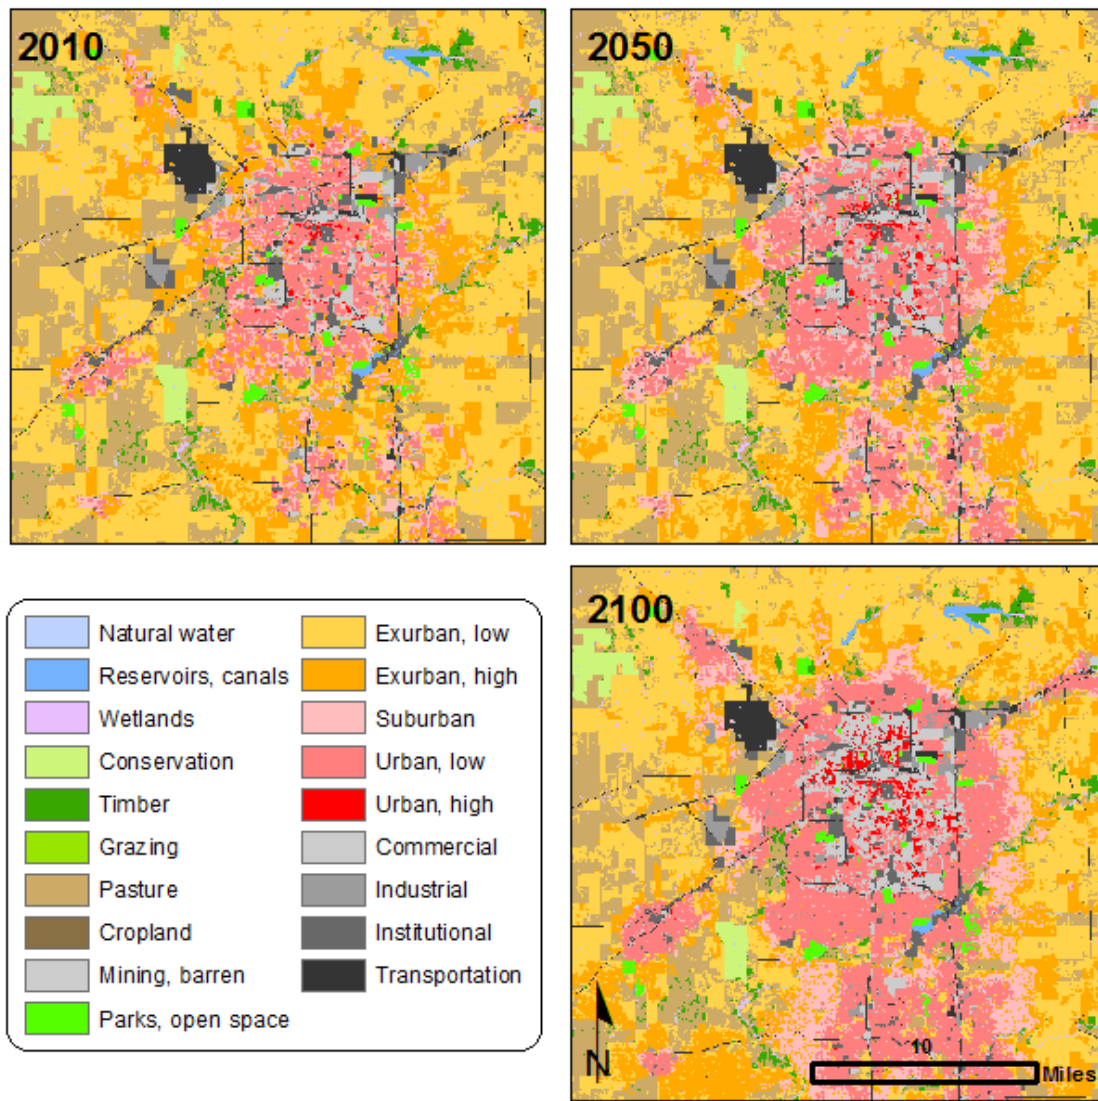 2010
2050
Natural water
Reservoirs, canals
Wetlands
Conservation
Timber
Grazing
Pasture
Cropland
Mining, barren
Parks, open space
Exurban, low
Exurban, high
Suburban
Urban, low
Urban, high
Commercial
Industrial
Institutional
Transportation
2100
N
10
Miles